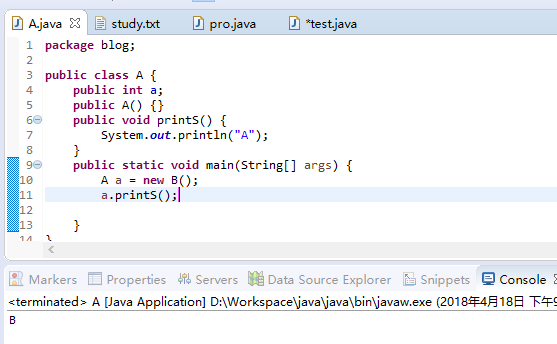 A.java study.txt pro.java *test.java
1 package blog;
2
3 public class A {
4 public int a;
5 public A() {}
6 public void printS() {
7 System.out.println("A");
8 }
9 public static void main(String[] args) {
10 A a = new B();
11 a.printS();
12
13 }
14 }
Markers Properties Servers Data Source Explorer Snippets Console
<terminated> A [Java Application] D:\Workspace\java\java\bin\javaw.exe (2018年4月18日 下午9
B